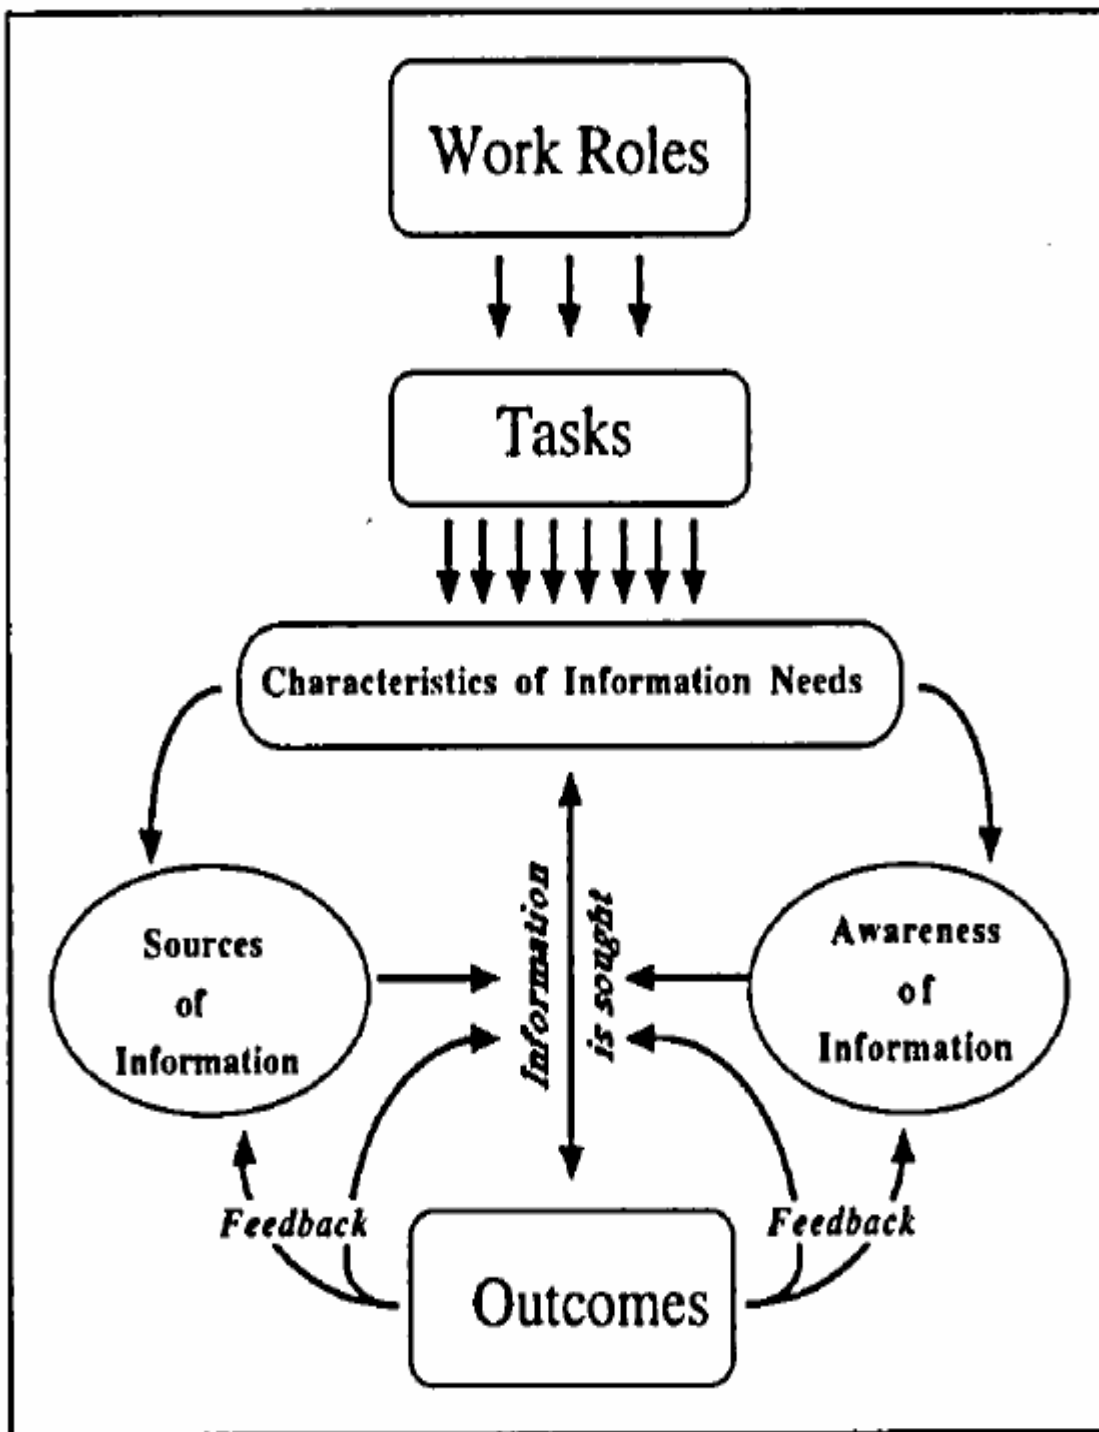 Work Roles
Tasks
Characteristics of Information Needs
Sources
of
Information
Information
is sought
Awareness
of
Information
Feedback
Feedback
Outcomes